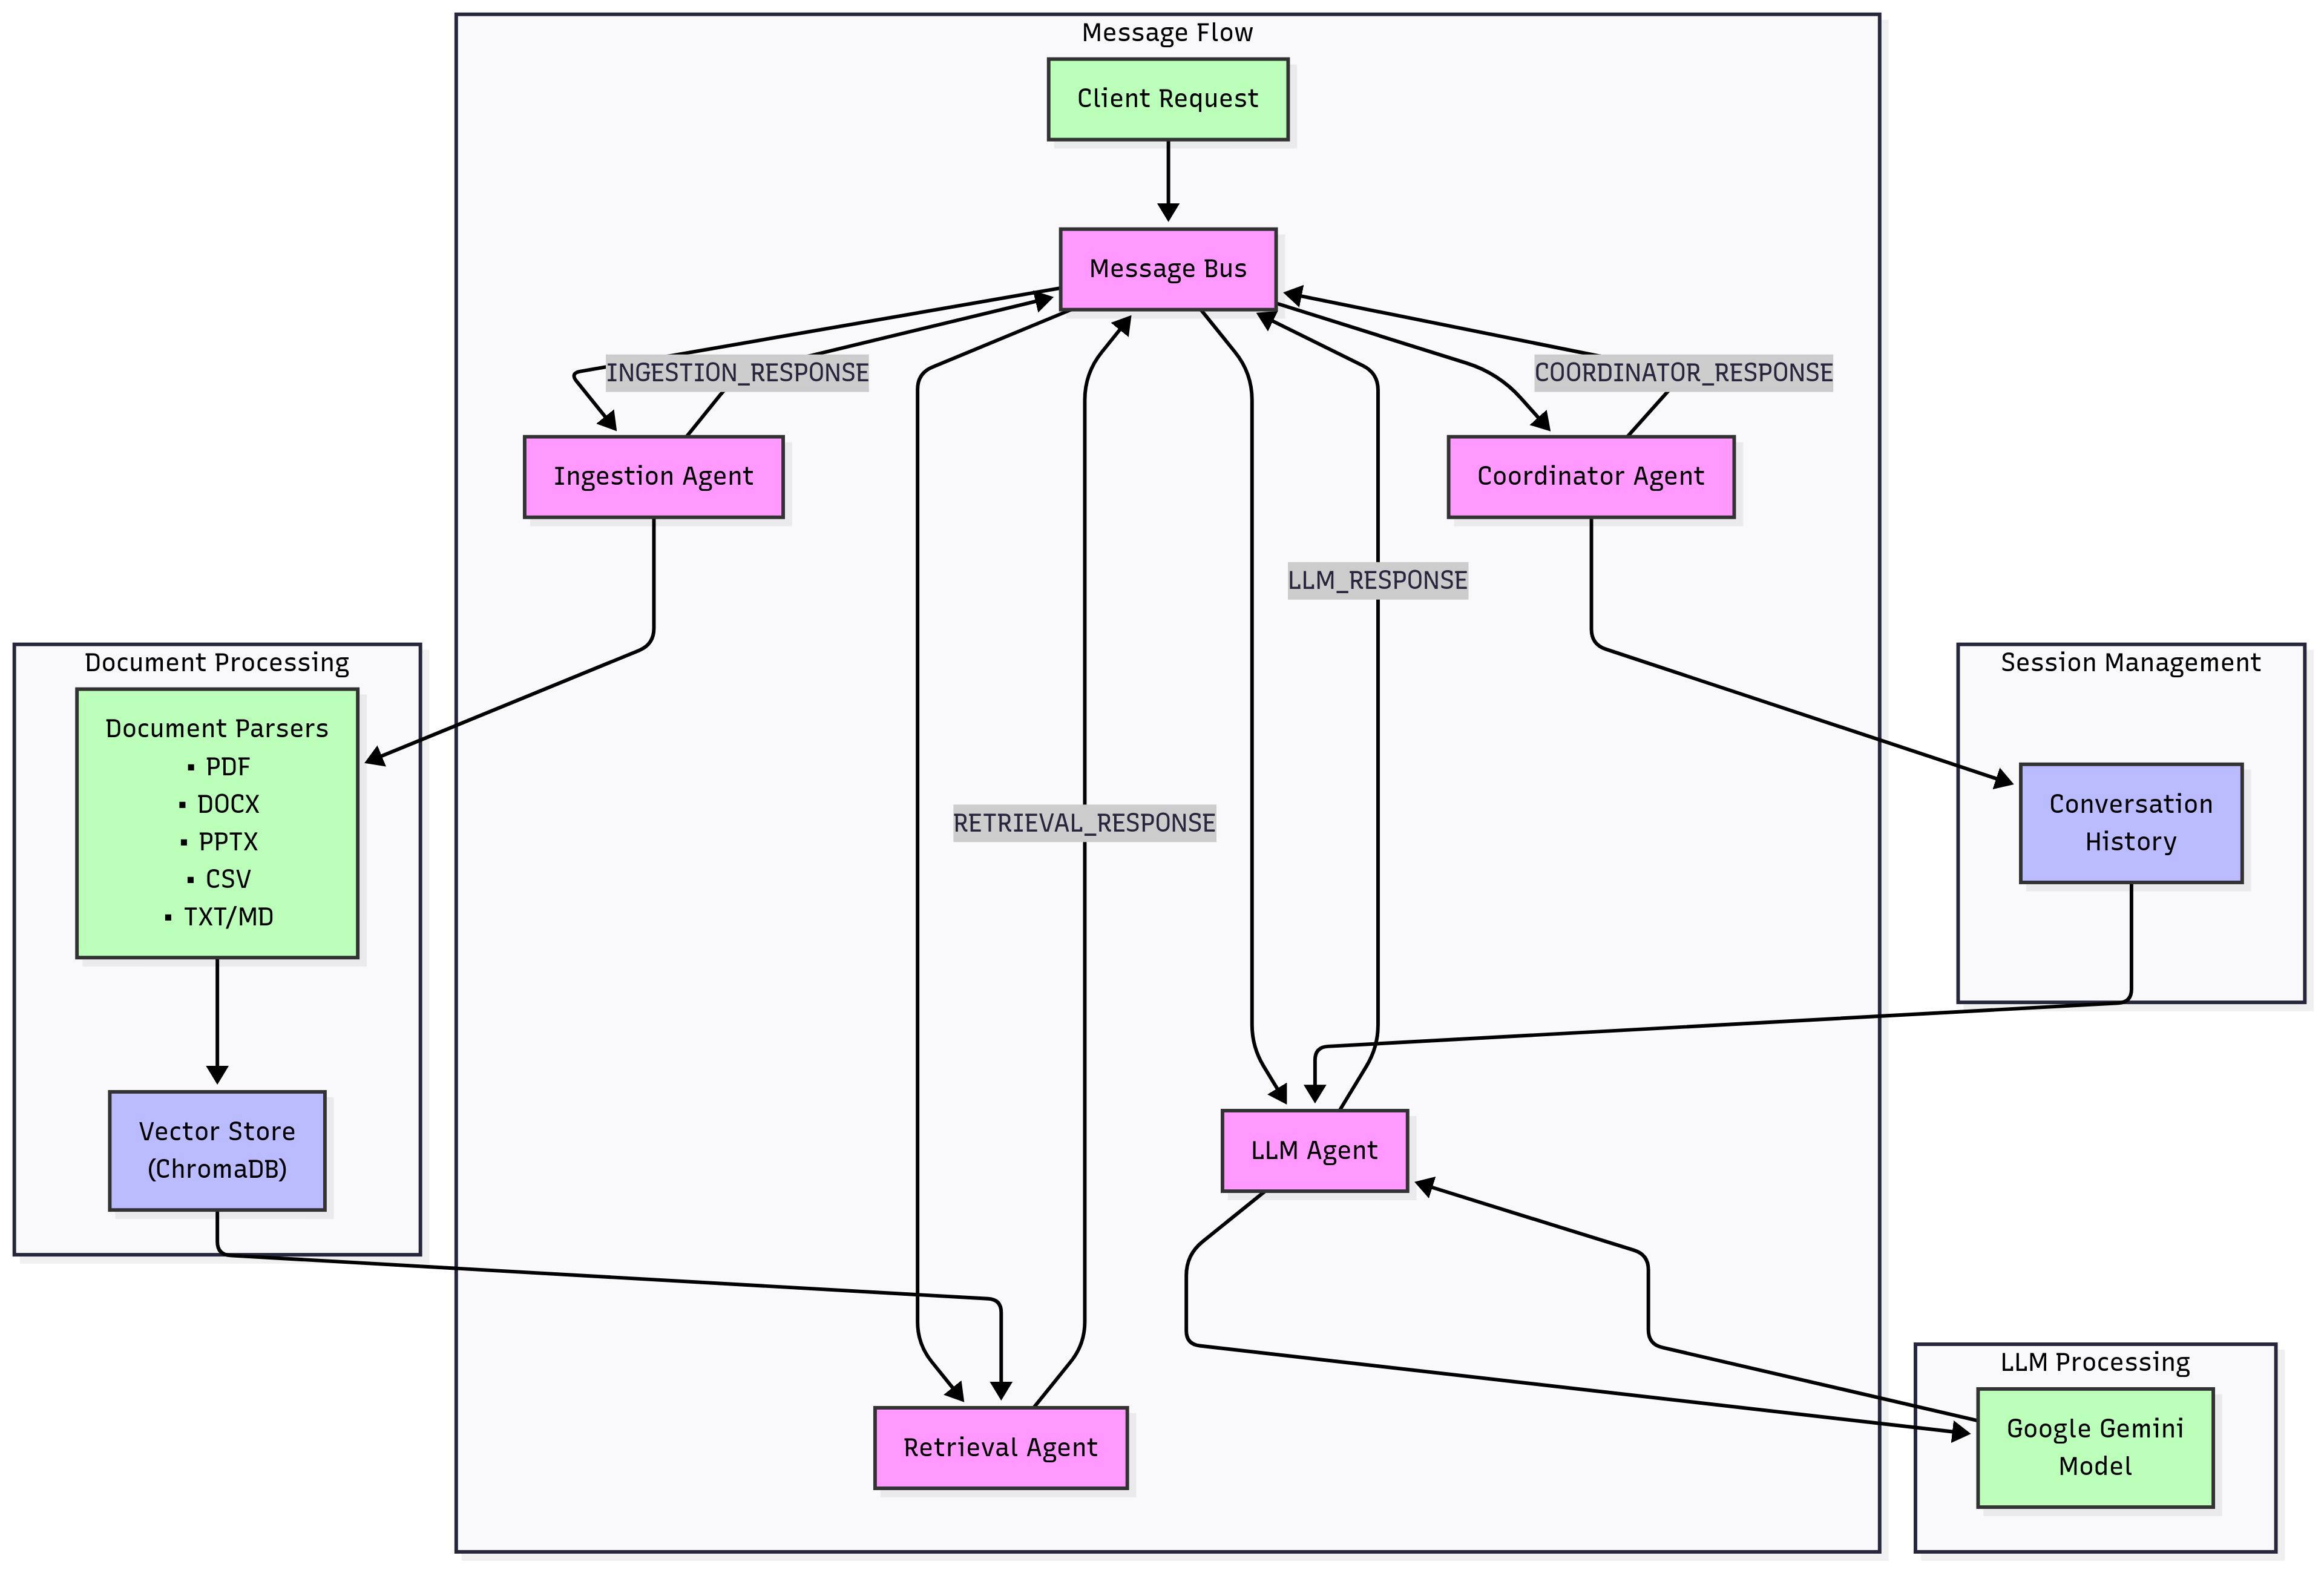 Message Flow
Client Request
Message Bus
INGESTION_RESPONSE
COORDINATOR_RESPONSE
Ingestion Agent
Coordinator Agent
LLM_RESPONSE
Document Processing
Session Management
Document Parsers
▪ PDF
▪ DOCX
▪ PPTX
▪ CSV
▪ TXT/MD
RETRIEVAL_RESPONSE
Conversation
History
Vector Store
(ChromaDB)
LLM Agent
LLM Processing
Retrieval Agent
Google Gemini
Model